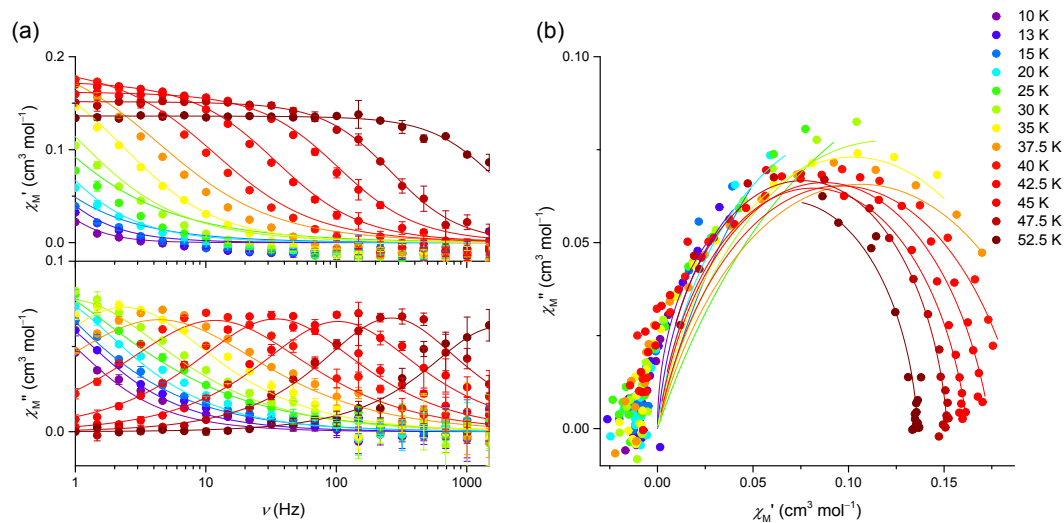 (a)
0.2
0.1
0.0
χM′ (cm³ mol⁻¹)
0.1
0.0
χM″ (cm³ mol⁻¹)
1
10
100
1000
ν (Hz)
(b)
0.10
0.05
0.00
χM″ (cm³ mol⁻¹)
0.00
0.05
0.10
0.15
χM′ (cm³ mol⁻¹)
10 K
13 K
15 K
20 K
25 K
30 K
35 K
37.5 K
40 K
42.5 K
45 K
47.5 K
52.5 K